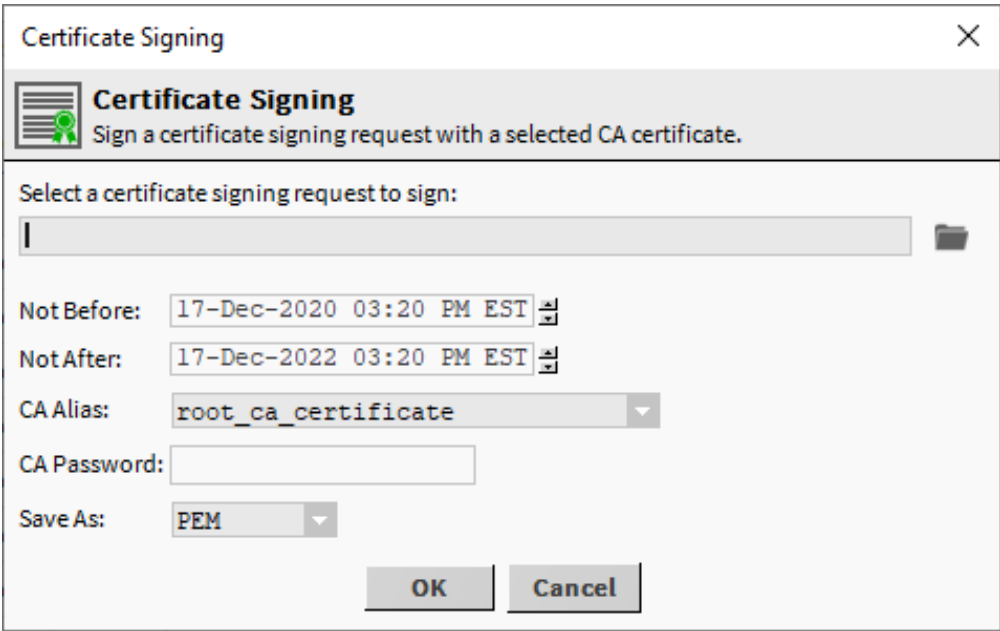 Certificate Signing
Certificate Signing
Sign a certificate signing request with a selected CA certificate.
Select a certificate signing request to sign:
Not Before: 17-Dec-2020 03:20 PM EST
Not After: 17-Dec-2022 03:20 PM EST
CA Alias: root_ca_certificate
CA Password:
Save As: PEM
OK Cancel